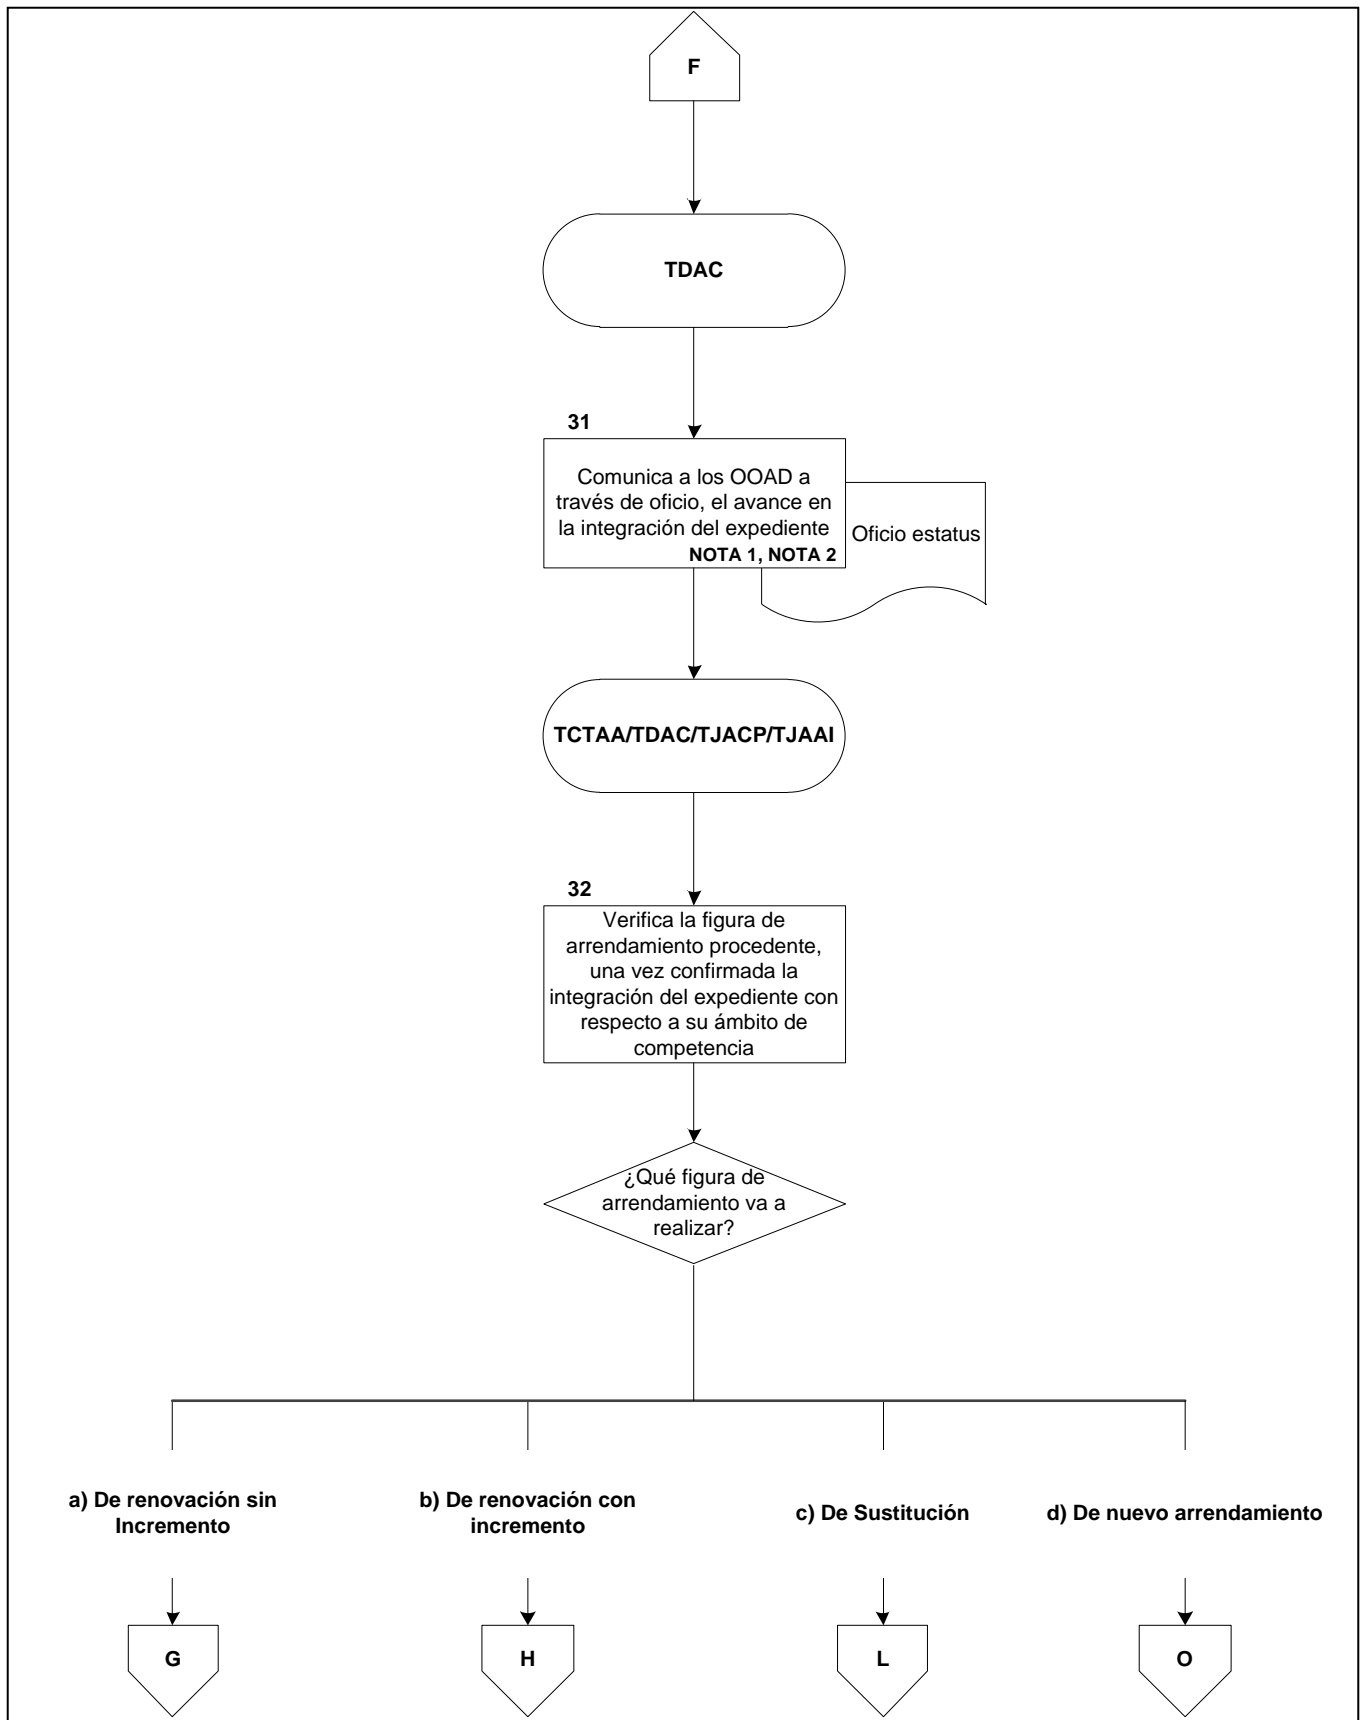 F
TDAC
31
Comunica a los OOAD a
través de oficio, el avance en
la integración del expediente
NOTA 1, NOTA 2
Oficio estatus
TCTAA/TDAC/TJACP/TJAAI
32
Verifica la figura de
arrendamiento procedente,
una vez confirmada la
integración del expediente con
respecto a su ámbito de
competencia
¿Qué figura de
arrendamiento va a
realizar?
a) De renovación sin
Incremento
b) De renovación con
incremento
c) De Sustitución
d) De nuevo arrendamiento
G
H
L
O